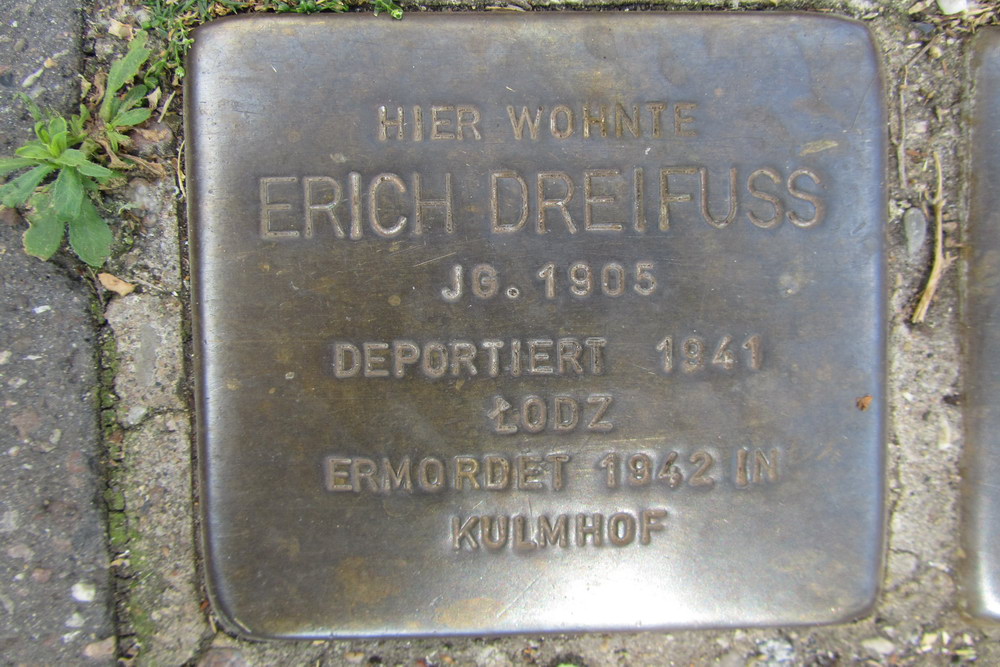 HIER WOHNTE
ERICH DREIFUSS
JG. 1905
DEPORTIERT 1941
ŁODZ
ERMORDET 1942 IN
KULMHOF